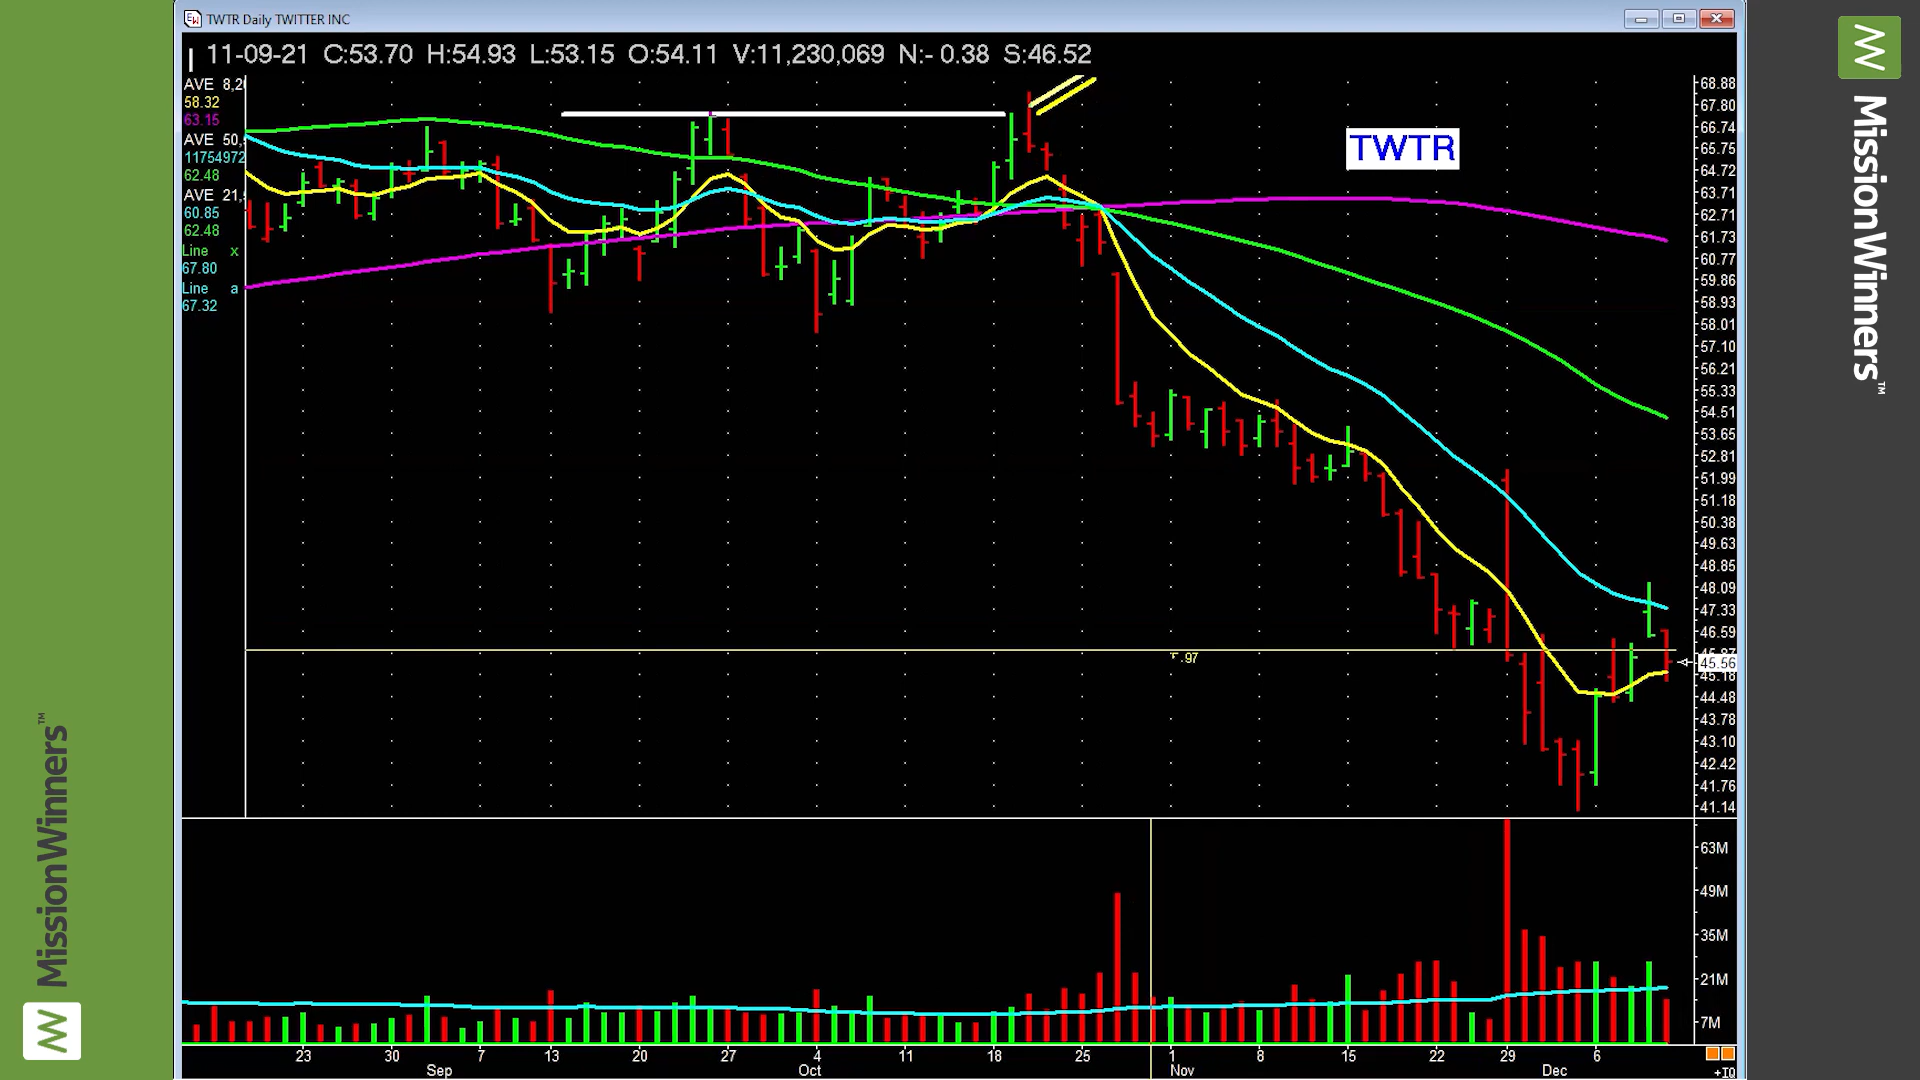 TWTR Daily TWITTER INC
11-09-21 C:53.70 H:54.93 L:53.15 O:54.11 V:11,230,069 N:- 0.38 S:46.52
AVE 8,2
58.32
63.15
AVE 50,
11754972
62.48
AVE 21,
60.85
62.48
Line x
67.80
Line a
67.32
TWTR
.97
68.88
67.80
66.74
65.75
64.72
63.71
62.71
61.73
60.77
59.86
58.93
58.01
57.10
56.21
55.33
54.51
53.65
52.81
51.99
51.18
50.38
49.63
48.85
48.09
47.33
46.59
45.56
45.18
44.48
43.78
43.10
42.42
41.76
41.14
63M
49M
35M
21M
7M
23 30 7 13 20 27 4 11 18 25 1 8 15 22 29 6
Sep Oct Nov Dec
+IQ
MissionWinners™
MissionWinners™